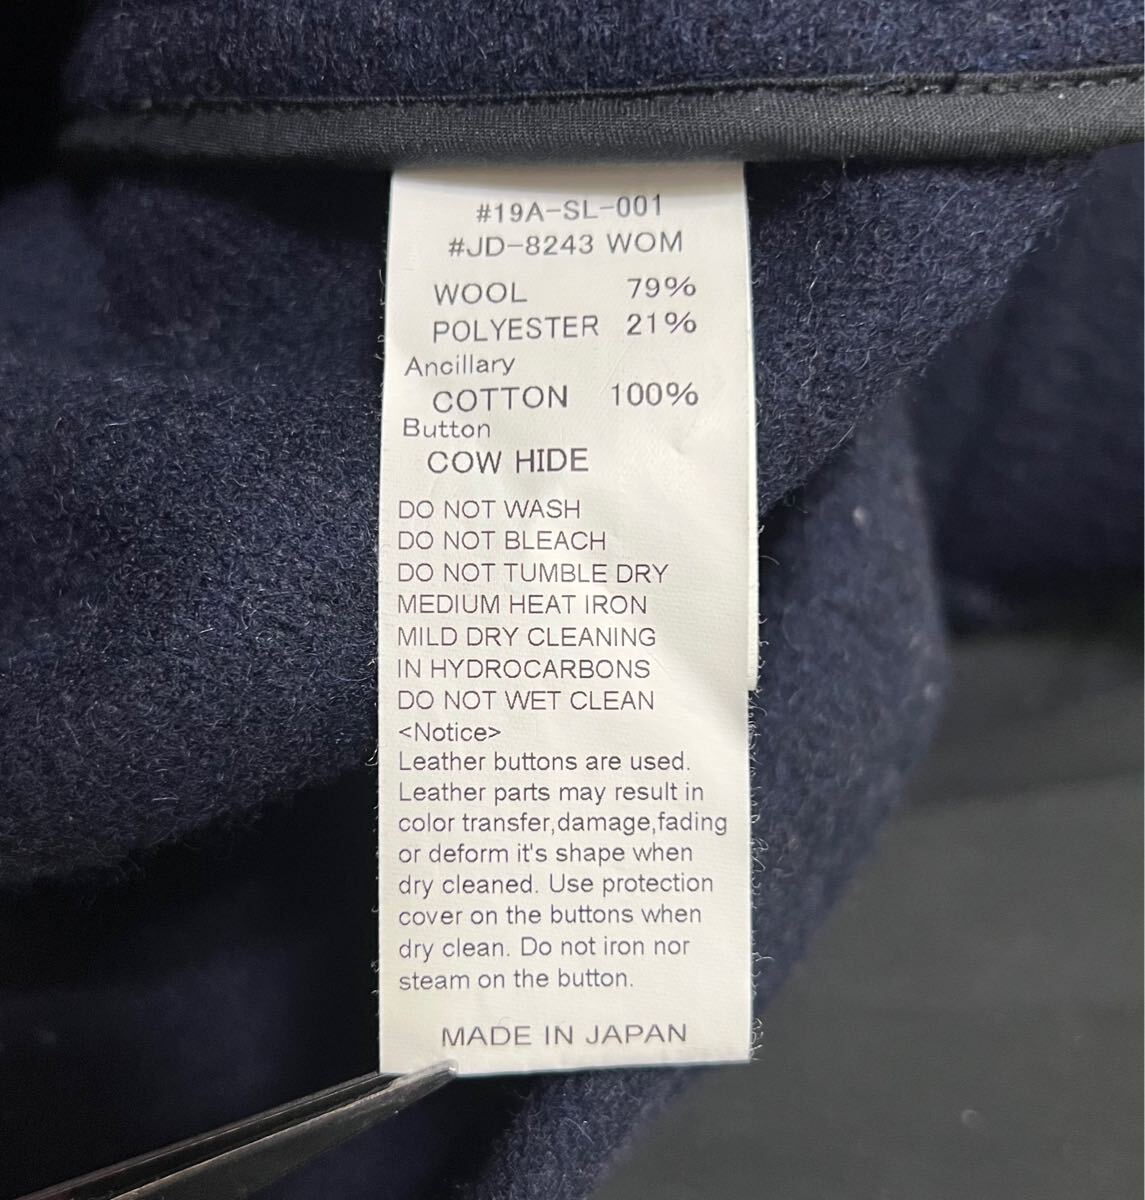 #19A-SL-001
#JD-8243 WOM
WOOL 79%
POLYESTER 21%
Ancillary
COTTON 100%
Button
COW HIDE
DO NOT WASH
DO NOT BLEACH
DO NOT TUMBLE DRY
MEDIUM HEAT IRON
MILD DRY CLEANING
IN HYDROCARBONS
DO NOT WET CLEAN
<Notice>
Leather buttons are used.
Leather parts may result in
color transfer,damage,fading
or deform it's shape when
dry cleaned. Use protection
cover on the buttons when
dry clean. Do not iron nor
steam on the button.
MADE IN JAPAN